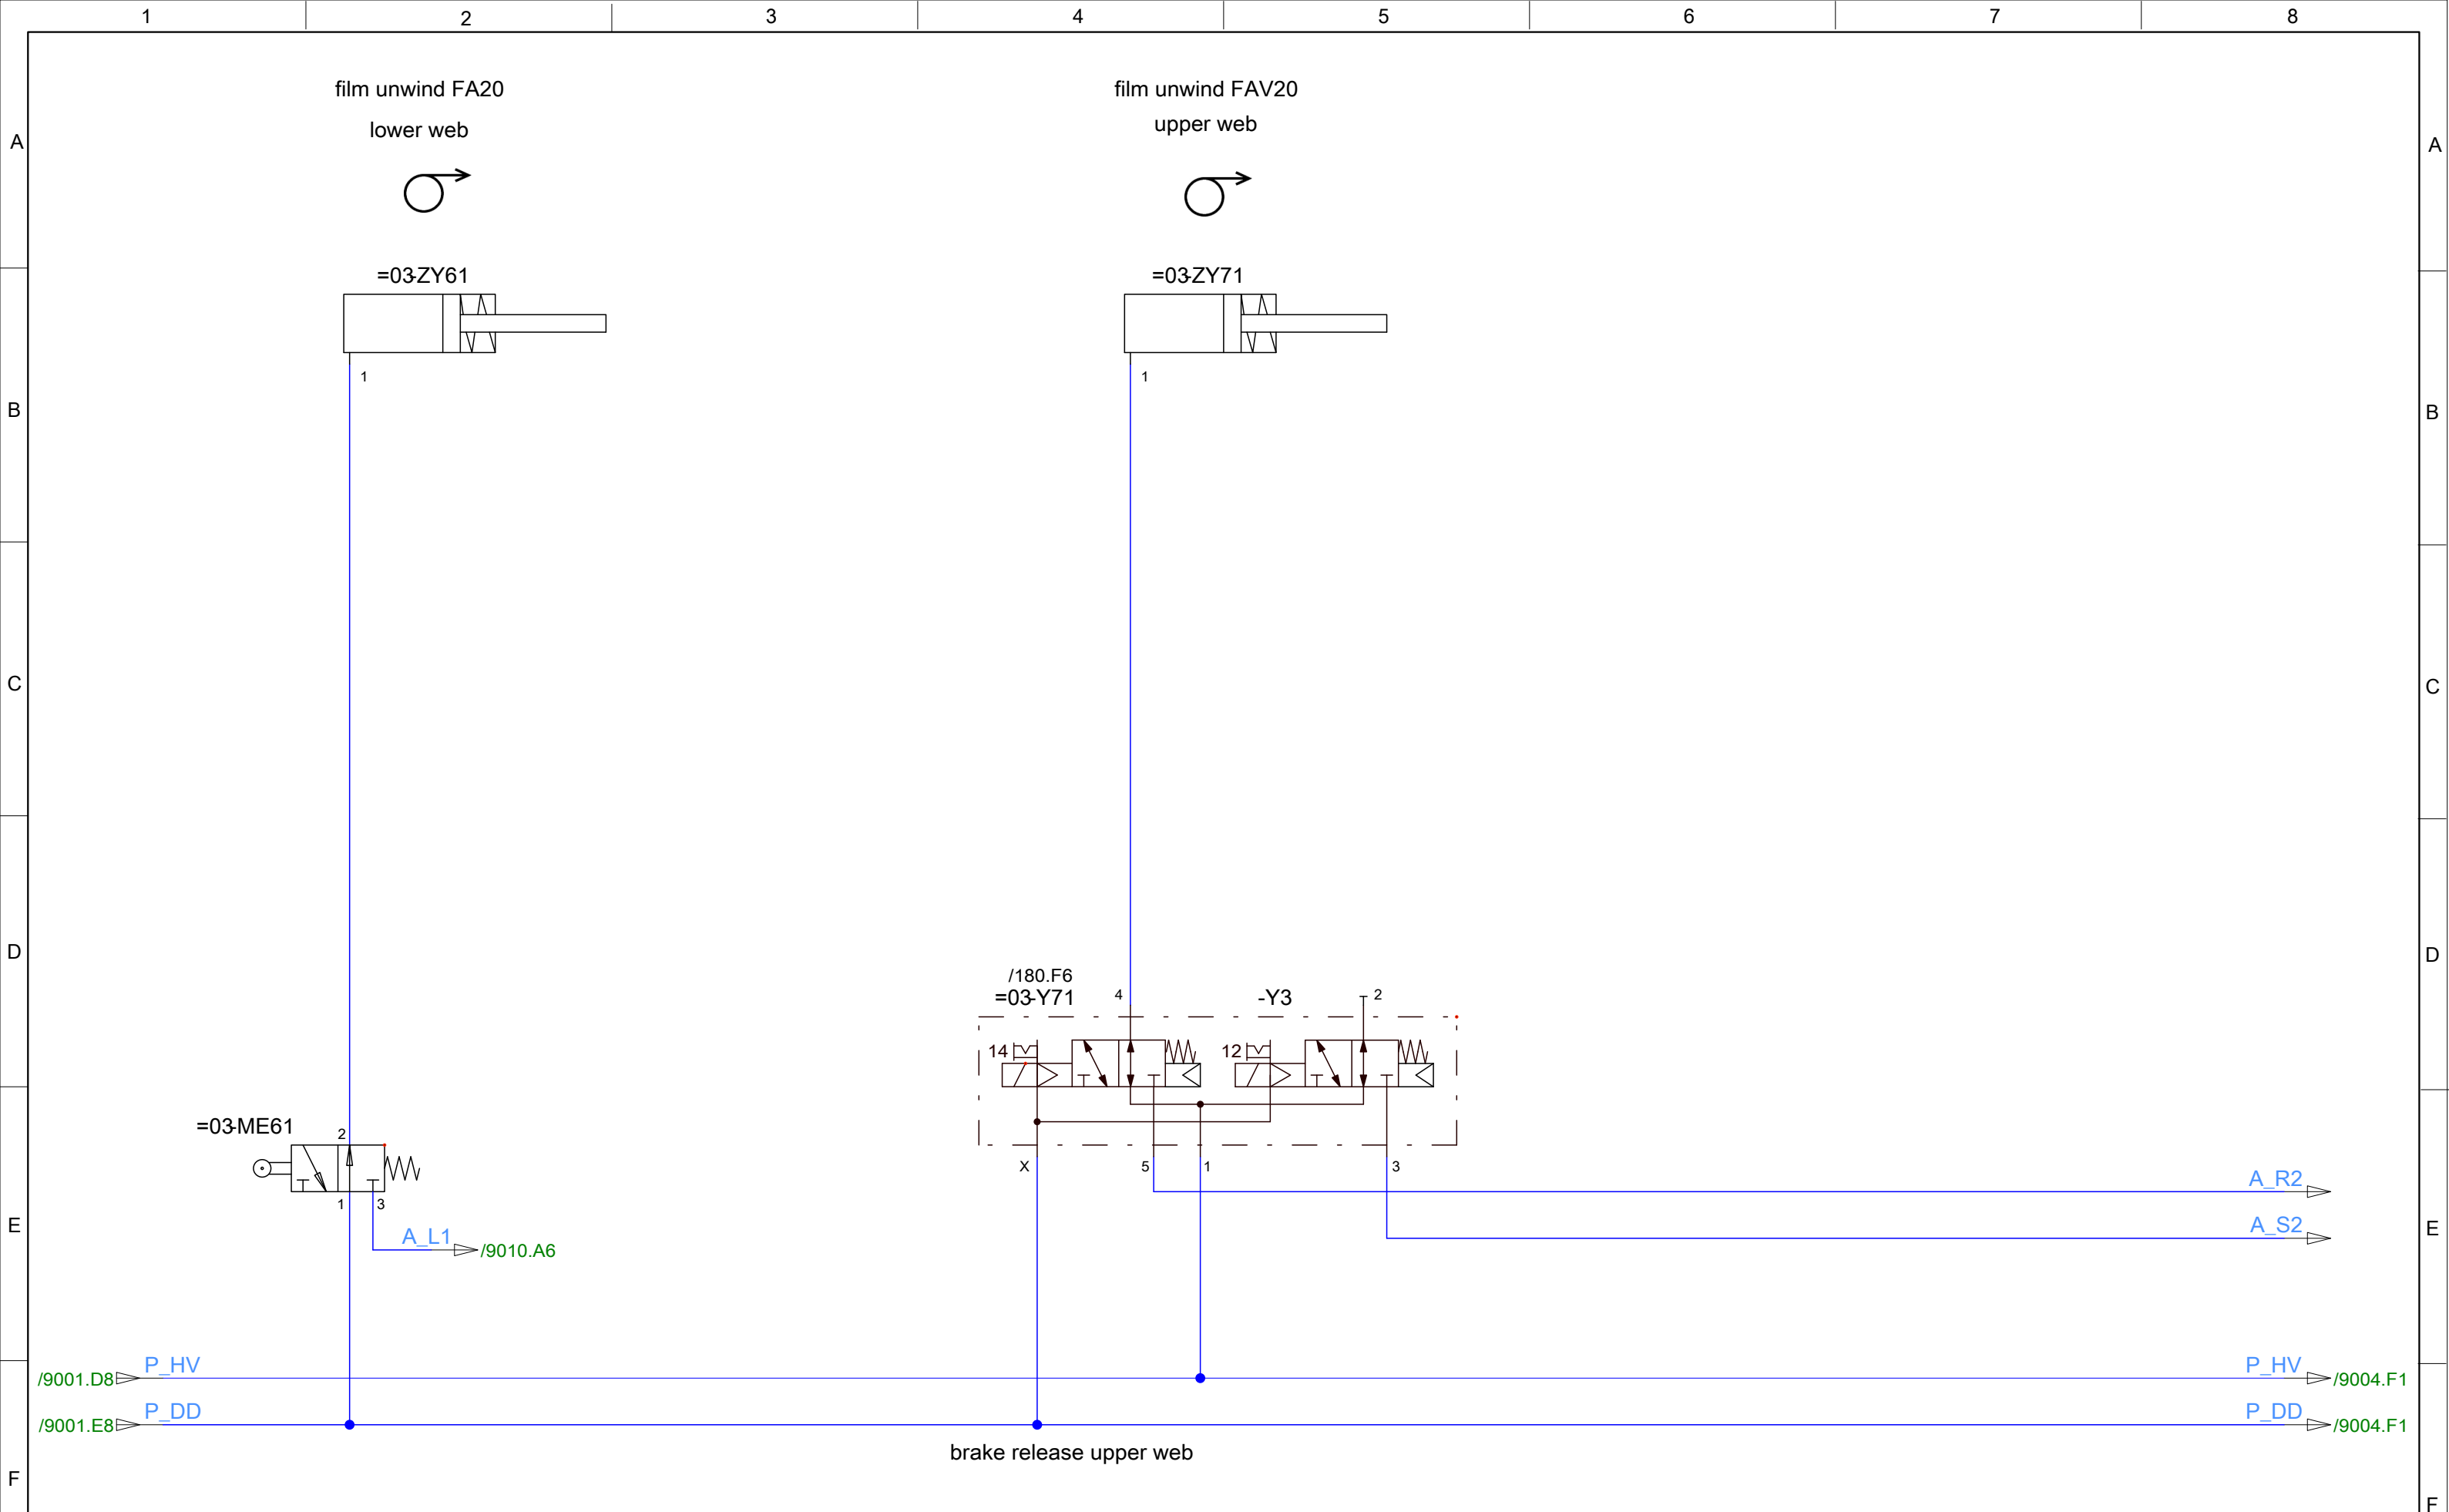 1 2 3 4 5 6 7 8
film unwind FA20
lower web
film unwind FAV20
upper web
A A
=03-ZY61
=03-ZY71
1 1
B B
C C
D D
/180.F6
=03-Y71 4 -Y3 2
14 12
=03-ME61
2
X 5 1 3
1 3
A_R2
A_L1 /9010.A6
A_S2
E E
P_HV P_HV
/9001.D8 /9004.F1
P_DD P_DD
/9001.E8 /9004.F1
brake release upper web
F F